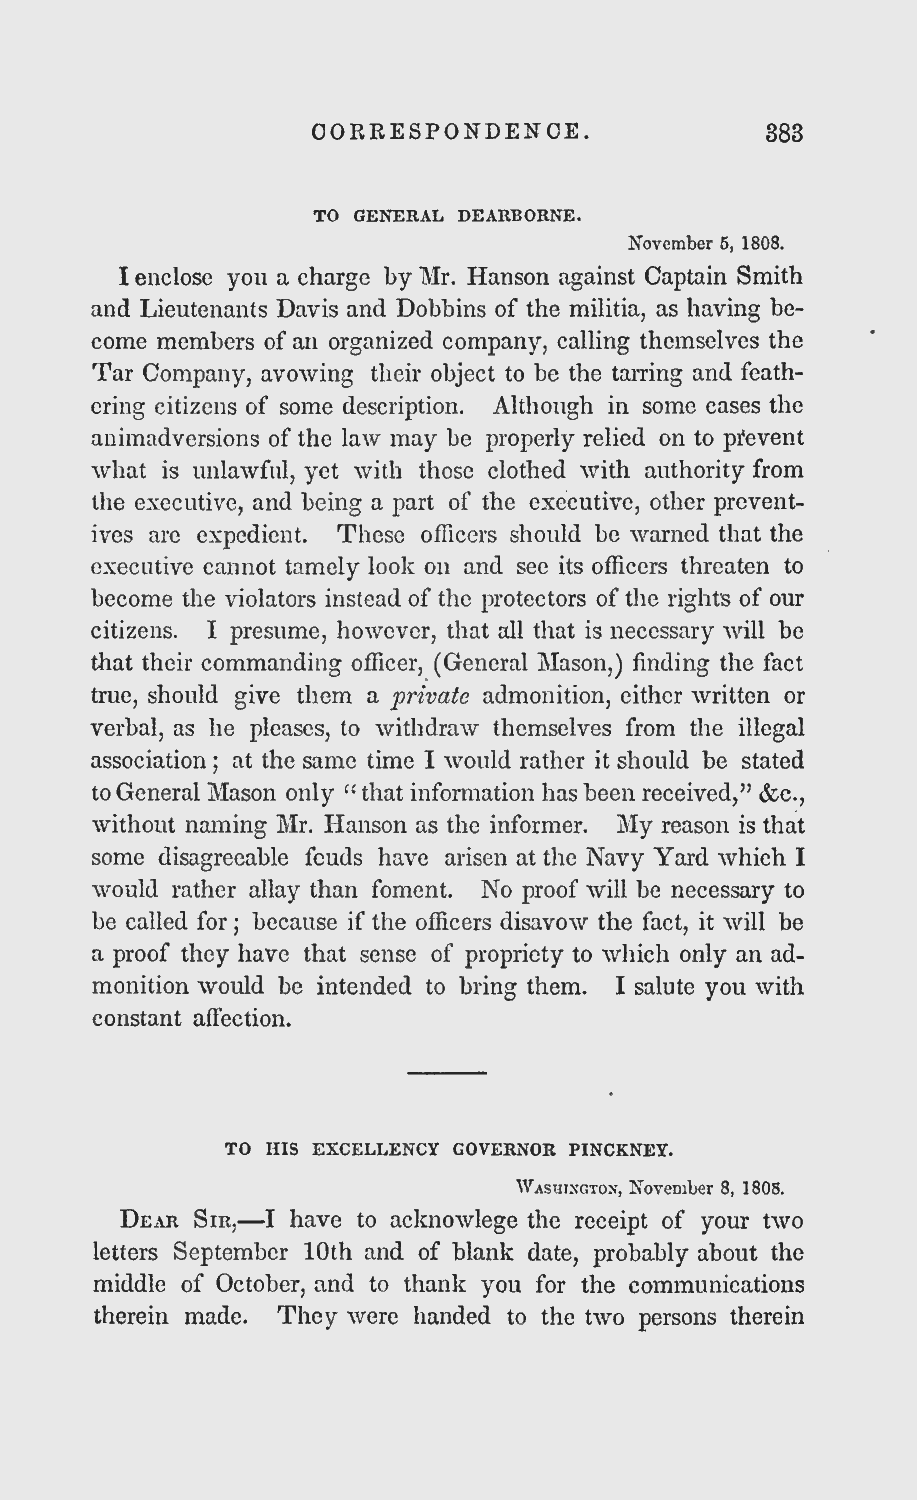 CORRESPONDENCE. 383
TO GENERAL DEARBORNE.
November 5, 1808.
I enclose you a charge by Mr. Hanson against Captain Smith
and Lieutenants Davis and Dobbins of the militia, as having be-
come members of an organized company, calling themselves the
Tar Company, avowing their object to be the tarring and feath-
ering citizens of some description. Although in some cases the
animadversions of the law may be properly relied on to prevent
what is unlawful, yet with those clothed with authority from
the executive, and being a part of the executive, other prevent-
ives are expedient. These officers should be warned that the
executive cannot tamely look on and see its officers threaten to
become the violators instead of the protectors of the rights of our
citizens. I presume, however, that all that is necessary will be
that their commanding officer, (General Mason,) finding the fact
true, should give them a private admonition, either written or
verbal, as he pleases, to withdraw themselves from the illegal
association; at the same time I would rather it should be stated
to General Mason only "that information has been received," &c.,
without naming Mr. Hanson as the informer. My reason is that
some disagreeable feuds have arisen at the Navy Yard which I
would rather allay than foment. No proof will be necessary to
be called for; because if the officers disavow the fact, it will be
a proof they have that sense of propriety to which only an ad-
monition would be intended to bring them. I salute you with
constant affection.
TO HIS EXCELLENCY GOVERNOR PINCKNEY.
Washington, November 8, 1808.
Dear Sir,—I have to acknowlege the receipt of your two
letters September 10th and of blank date, probably about the
middle of October, and to thank you for the communications
therein made. They were handed to the two persons therein